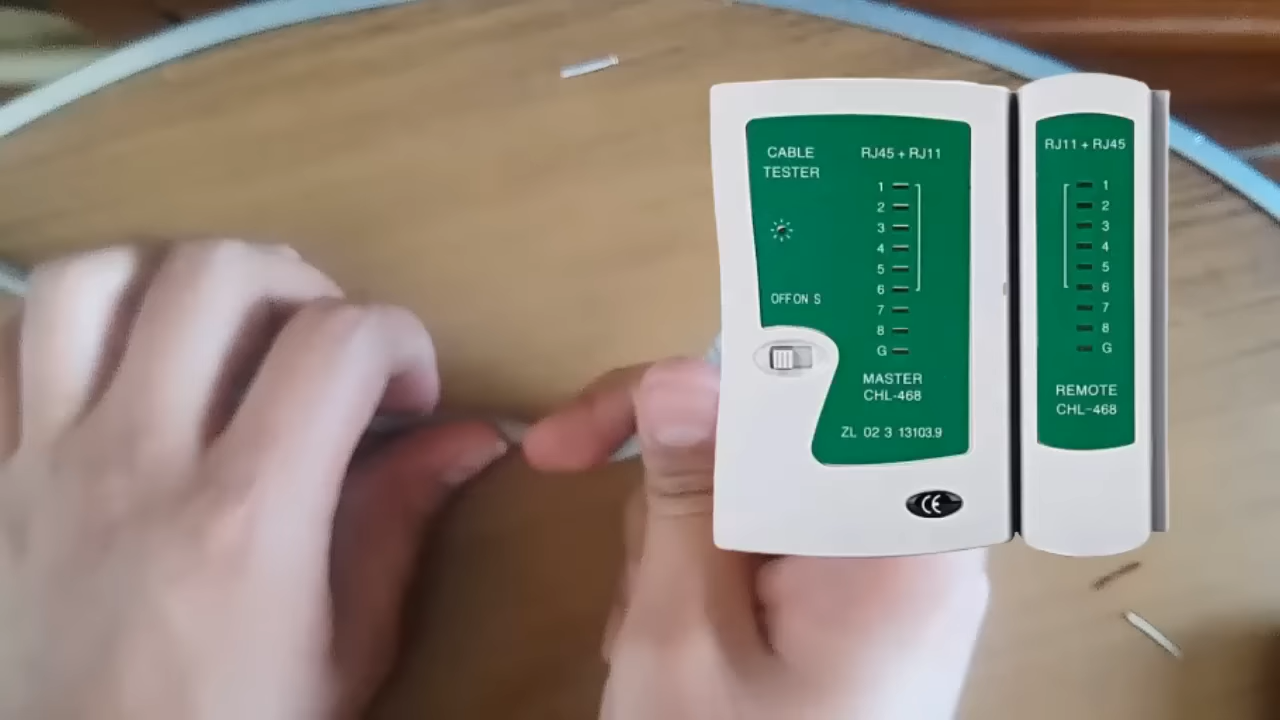 CABLE
TESTER
RJ45 + RJ11
1
2
3
4
5
6
7
8
G
OFF ON S
MASTER
CHL-468
ZL 02 3 13103.9
CE
RJ11 + RJ45
1
2
3
4
5
6
7
8
G
REMOTE
CHL-468